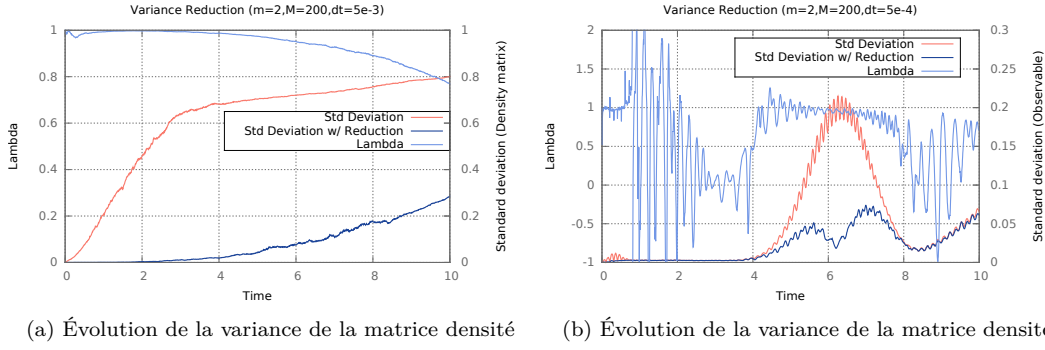 Variance Reduction (m=2,M=200,dt=5e-3)
1
0.8
0.6
0.4
0.2
0
Lambda
0 2 4 6 8 10
Time
1
0.8
0.6
0.4
0.2
0
Standard deviation (Density matrix)
Std Deviation
Std Deviation w/ Reduction
Lambda
(a) Évolution de la variance de la matrice densité
Variance Reduction (m=2,M=200,dt=5e-4)
2
1.5
1
0.5
0
-0.5
-1
Lambda
0 2 4 6 8 10
Time
0.3
0.25
0.2
0.15
0.1
0.05
0
Standard deviation (Observable)
Std Deviation
Std Deviation w/ Reduction
Lambda
(b) Évolution de la variance de la matrice densité